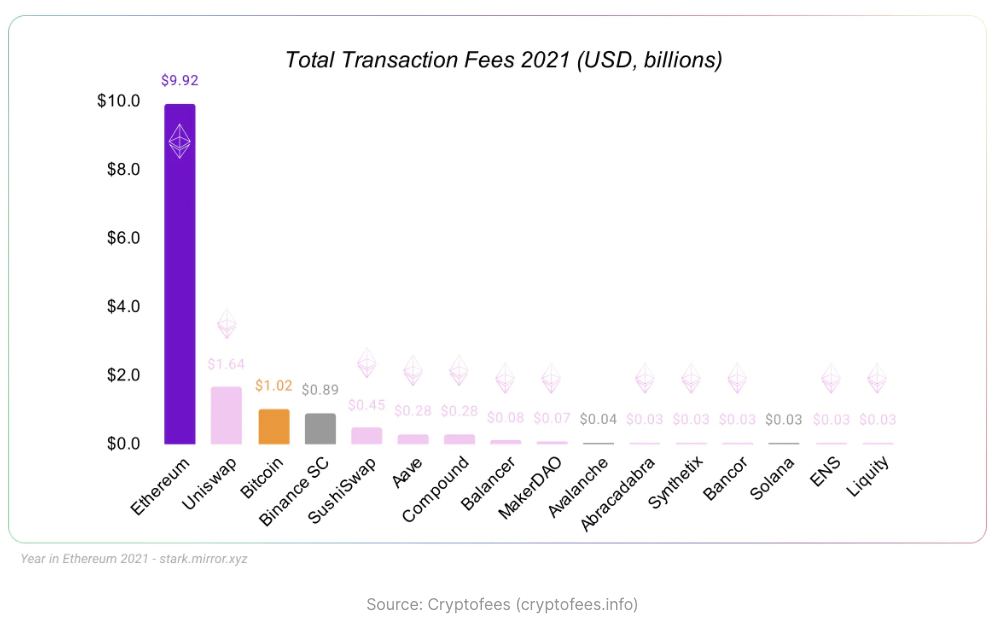 Total Transaction Fees 2021 (USD, billions)
$9.92
$10.0
$8.0
$6.0
$4.0
$2.0
$0.0
$1.64
$1.02
$0.89
$0.45
$0.28
$0.28
$0.08
$0.07
$0.04
$0.03
$0.03
$0.03
$0.03
$0.03
$0.03
Ethereum
Uniswap
Bitcoin
Binance SC
SushiSwap
Aave
Compound
Balancer
MakerDAO
Avalanche
Abracadabra
Synthetix
Bancor
Solana
ENS
Liquity
Year in Ethereum 2021 - stark.mirror.xyz
Source: Cryptofees (cryptofees.info)